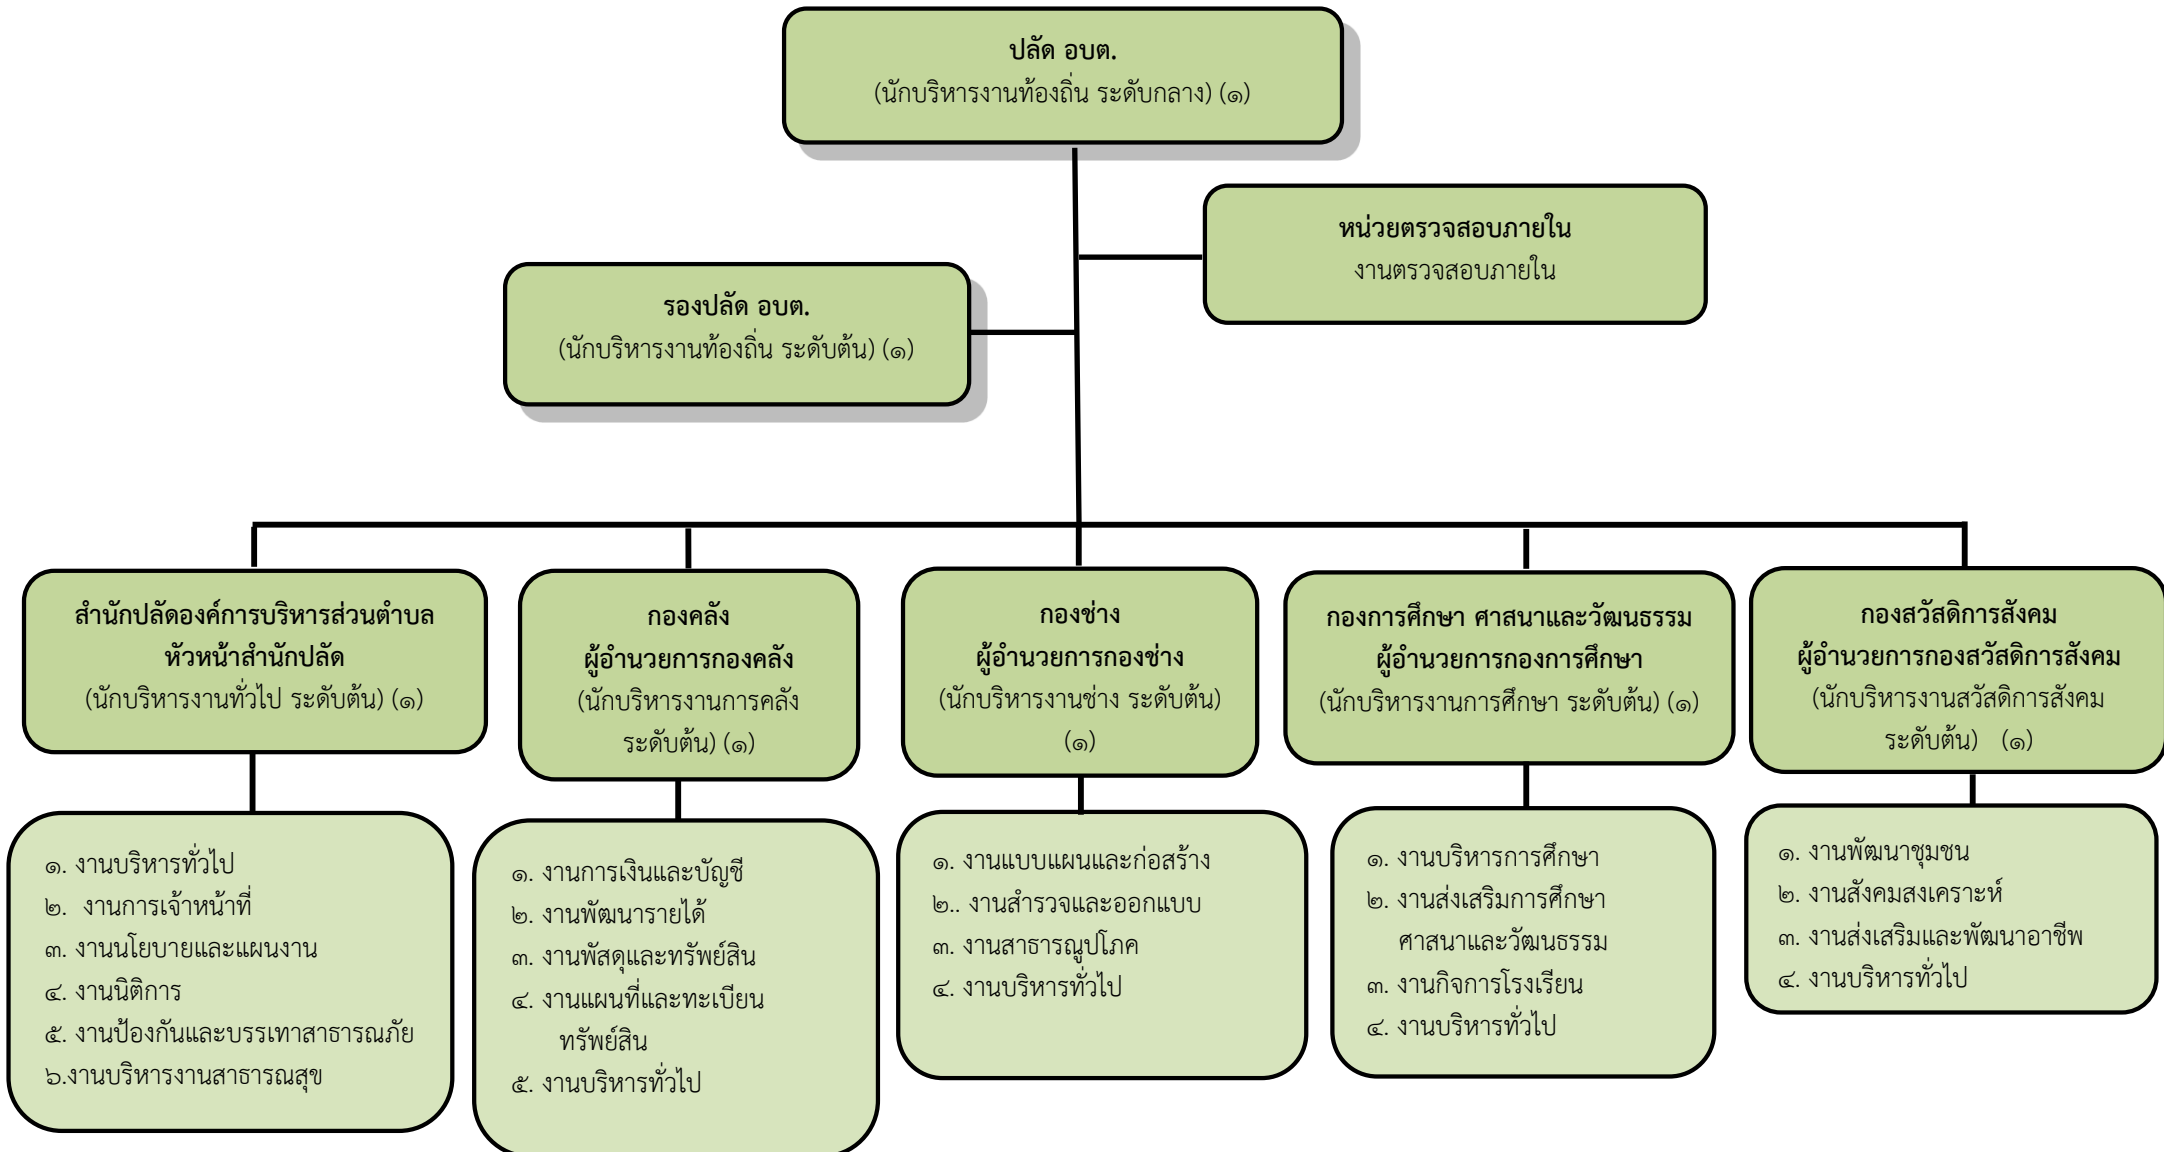 ปลัด อบต.
(นักบริหารงานท้องถิ่น ระดับกลาง) (๑)
หน่วยตรวจสอบภายใน
งานตรวจสอบภายใน
รองปลัด อบต.
(นักบริหารงานท้องถิ่น ระดับต้น) (๑)
สำนักปลัดองค์การบริหารส่วนตำบล
หัวหน้าสำนักปลัด
(นักบริหารงานทั่วไป ระดับต้น) (๑)
กองคลัง
ผู้อำนวยการกองคลัง
(นักบริหารงานการคลัง
ระดับต้น) (๑)
กองช่าง
ผู้อำนวยการกองช่าง
(นักบริหารงานช่าง ระดับต้น)
(๑)
กองการศึกษา ศาสนาและวัฒนธรรม
ผู้อำนวยการกองการศึกษา
(นักบริหารงานการศึกษา ระดับต้น) (๑)
กองสวัสดิการสังคม
ผู้อำนวยการกองสวัสดิการสังคม
(นักบริหารงานสวัสดิการสังคม
ระดับต้น) (๑)
๑. งานบริหารทั่วไป
๒. งานการเจ้าหน้าที่
๓. งานนโยบายและแผนงาน
๔. งานนิติการ
๕. งานป้องกันและบรรเทาสาธารณภัย
๖.งานบริหารงานสาธารณสุข
๑. งานการเงินและบัญชี
๒. งานพัฒนารายได้
๓. งานพัสดุและทรัพย์สิน
๔. งานแผนที่และทะเบียน
ทรัพย์สิน
๕. งานบริหารทั่วไป
๑. งานแบบแผนและก่อสร้าง
๒.. งานสำรวจและออกแบบ
๓. งานสาธารณูปโภค
๔. งานบริหารทั่วไป
๑. งานบริหารการศึกษา
๒. งานส่งเสริมการศึกษา
ศาสนาและวัฒนธรรม
๓. งานกิจการโรงเรียน
๔. งานบริหารทั่วไป
๑. งานพัฒนาชุมชน
๒. งานสังคมสงเคราะห์
๓. งานส่งเสริมและพัฒนาอาชีพ
๔. งานบริหารทั่วไป